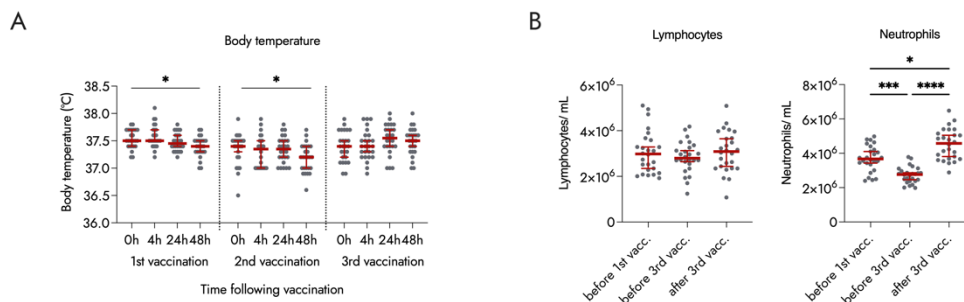 A
Body temperature
*
*
Body temperature (°C)
38.5
38.0
37.5
37.0
36.5
36.0
0h 4h 24h 48h
0h 4h 24h 48h
0h 4h 24h 48h
1st vaccination
2nd vaccination
3rd vaccination
Time following vaccination
B
Lymphocytes
Lymphocytes/ mL
6×10⁶
4×10⁶
2×10⁶
0
before 1st vacc.
before 3rd vacc.
after 3rd vacc.
Neutrophils
*
*** ****
Neutrophils/ mL
8×10⁶
6×10⁶
4×10⁶
2×10⁶
0
before 1st vacc.
before 3rd vacc.
after 3rd vacc.